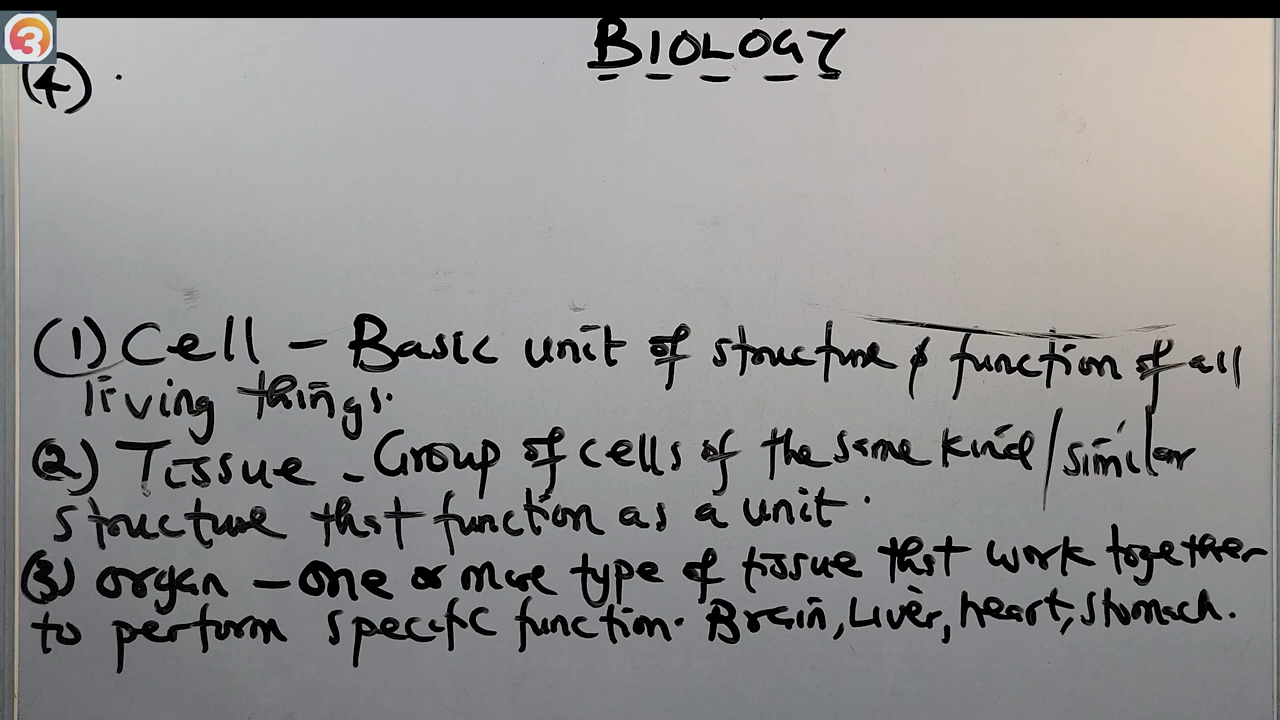 3
BIOLOGY
(4) .
(1) Cell - Basic unit of structure & function of all
living things.
(2) Tissue - Group of cells of the same kind/similar
structure that function as a unit.
(3) organ - one or more type of tissue that work together
to perform specific function. Brain, Liver, heart, stomach.